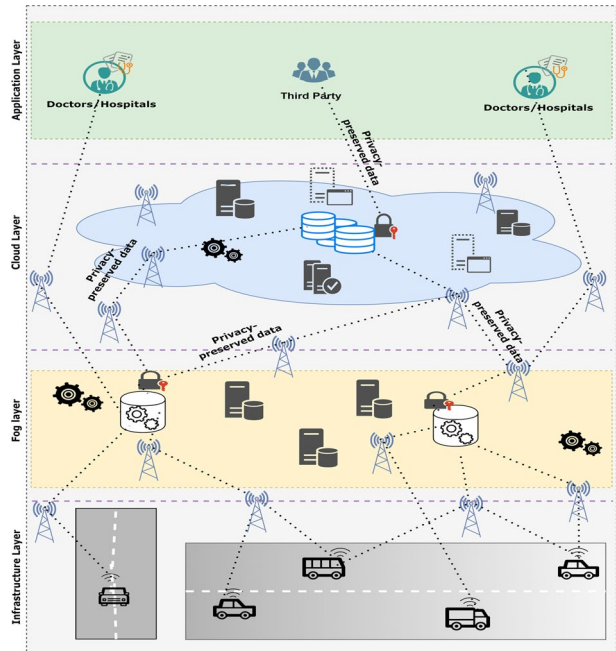 Application Layer
Doctors/Hospitals
Third Party
Doctors/Hospitals
Privacy-
preserved data
Cloud Layer
Privacy-
preserved data
Privacy-
preserved data
Privacy-
preserved data
Fog layer
Infrastructure Layer